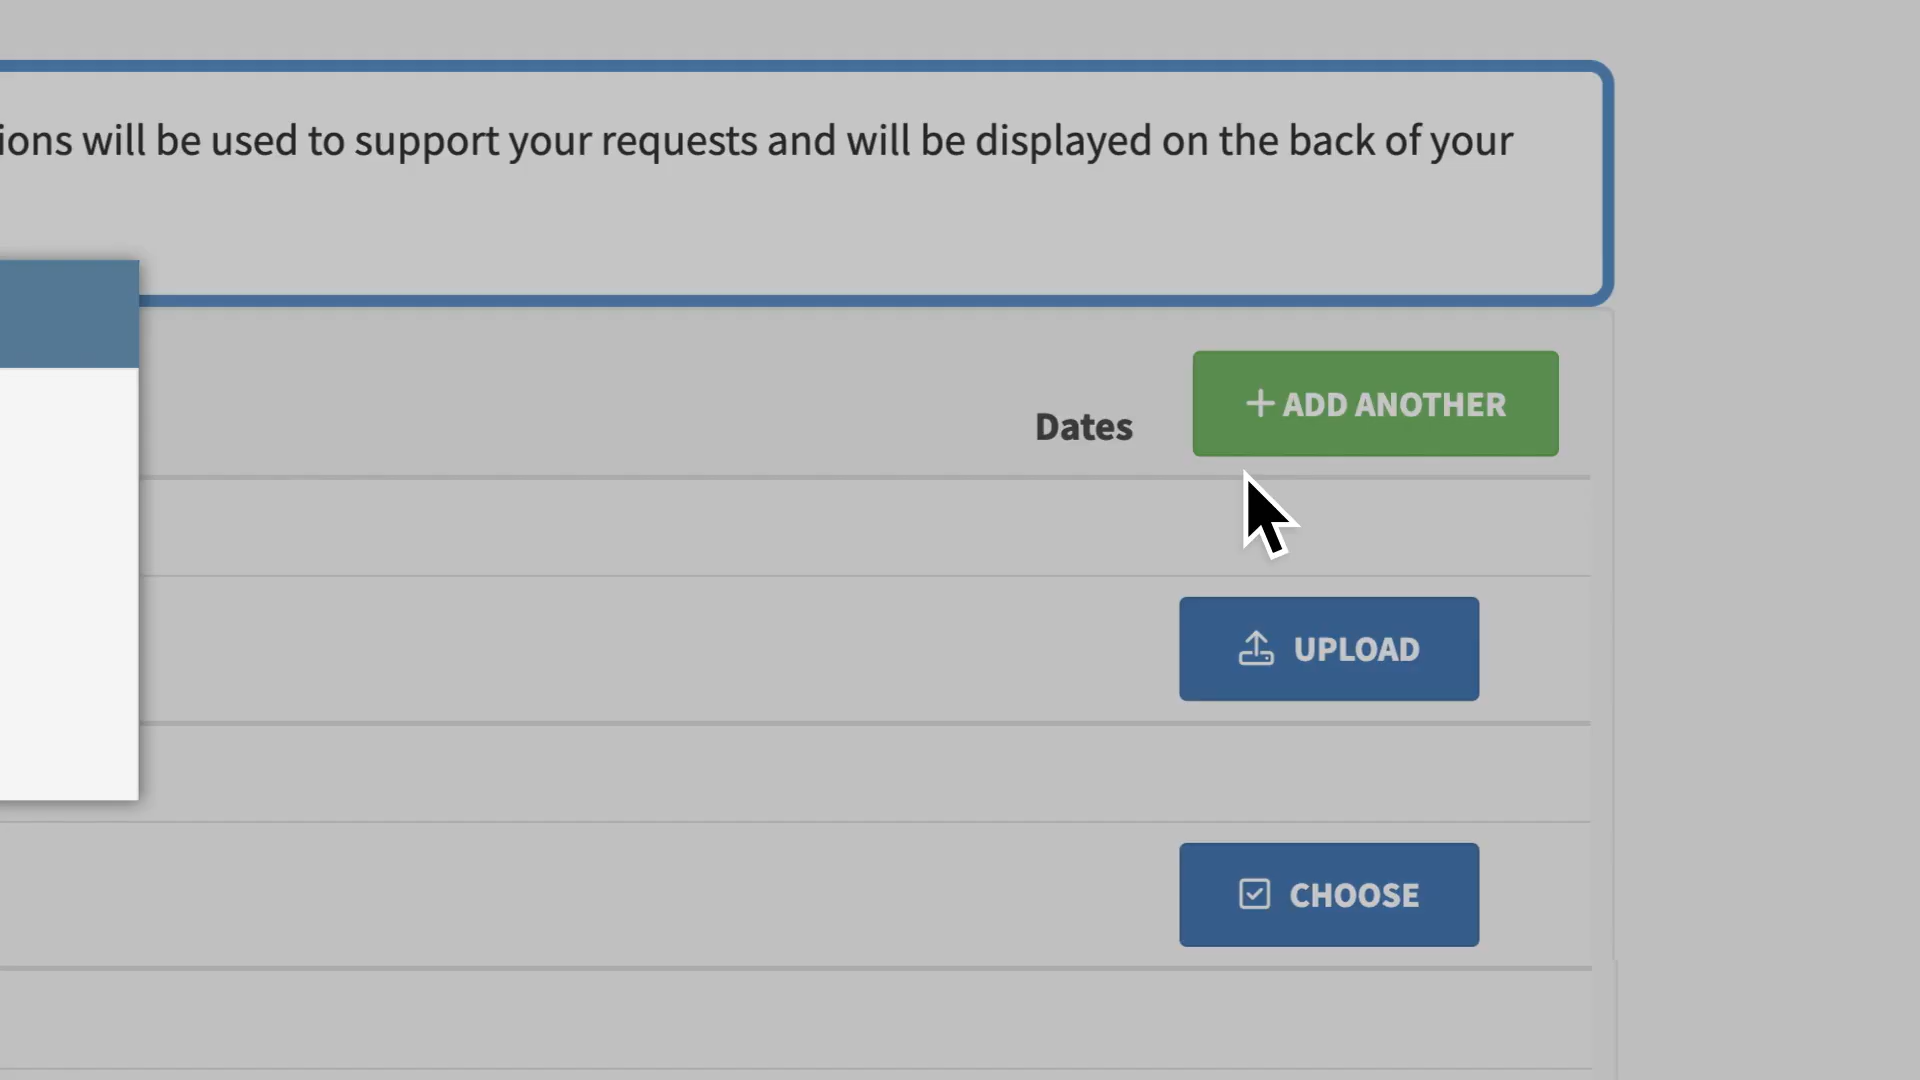 will be used to support your requests and will be displayed on the back of your
Dates
ADD ANOTHER
UPLOAD
CHOOSE